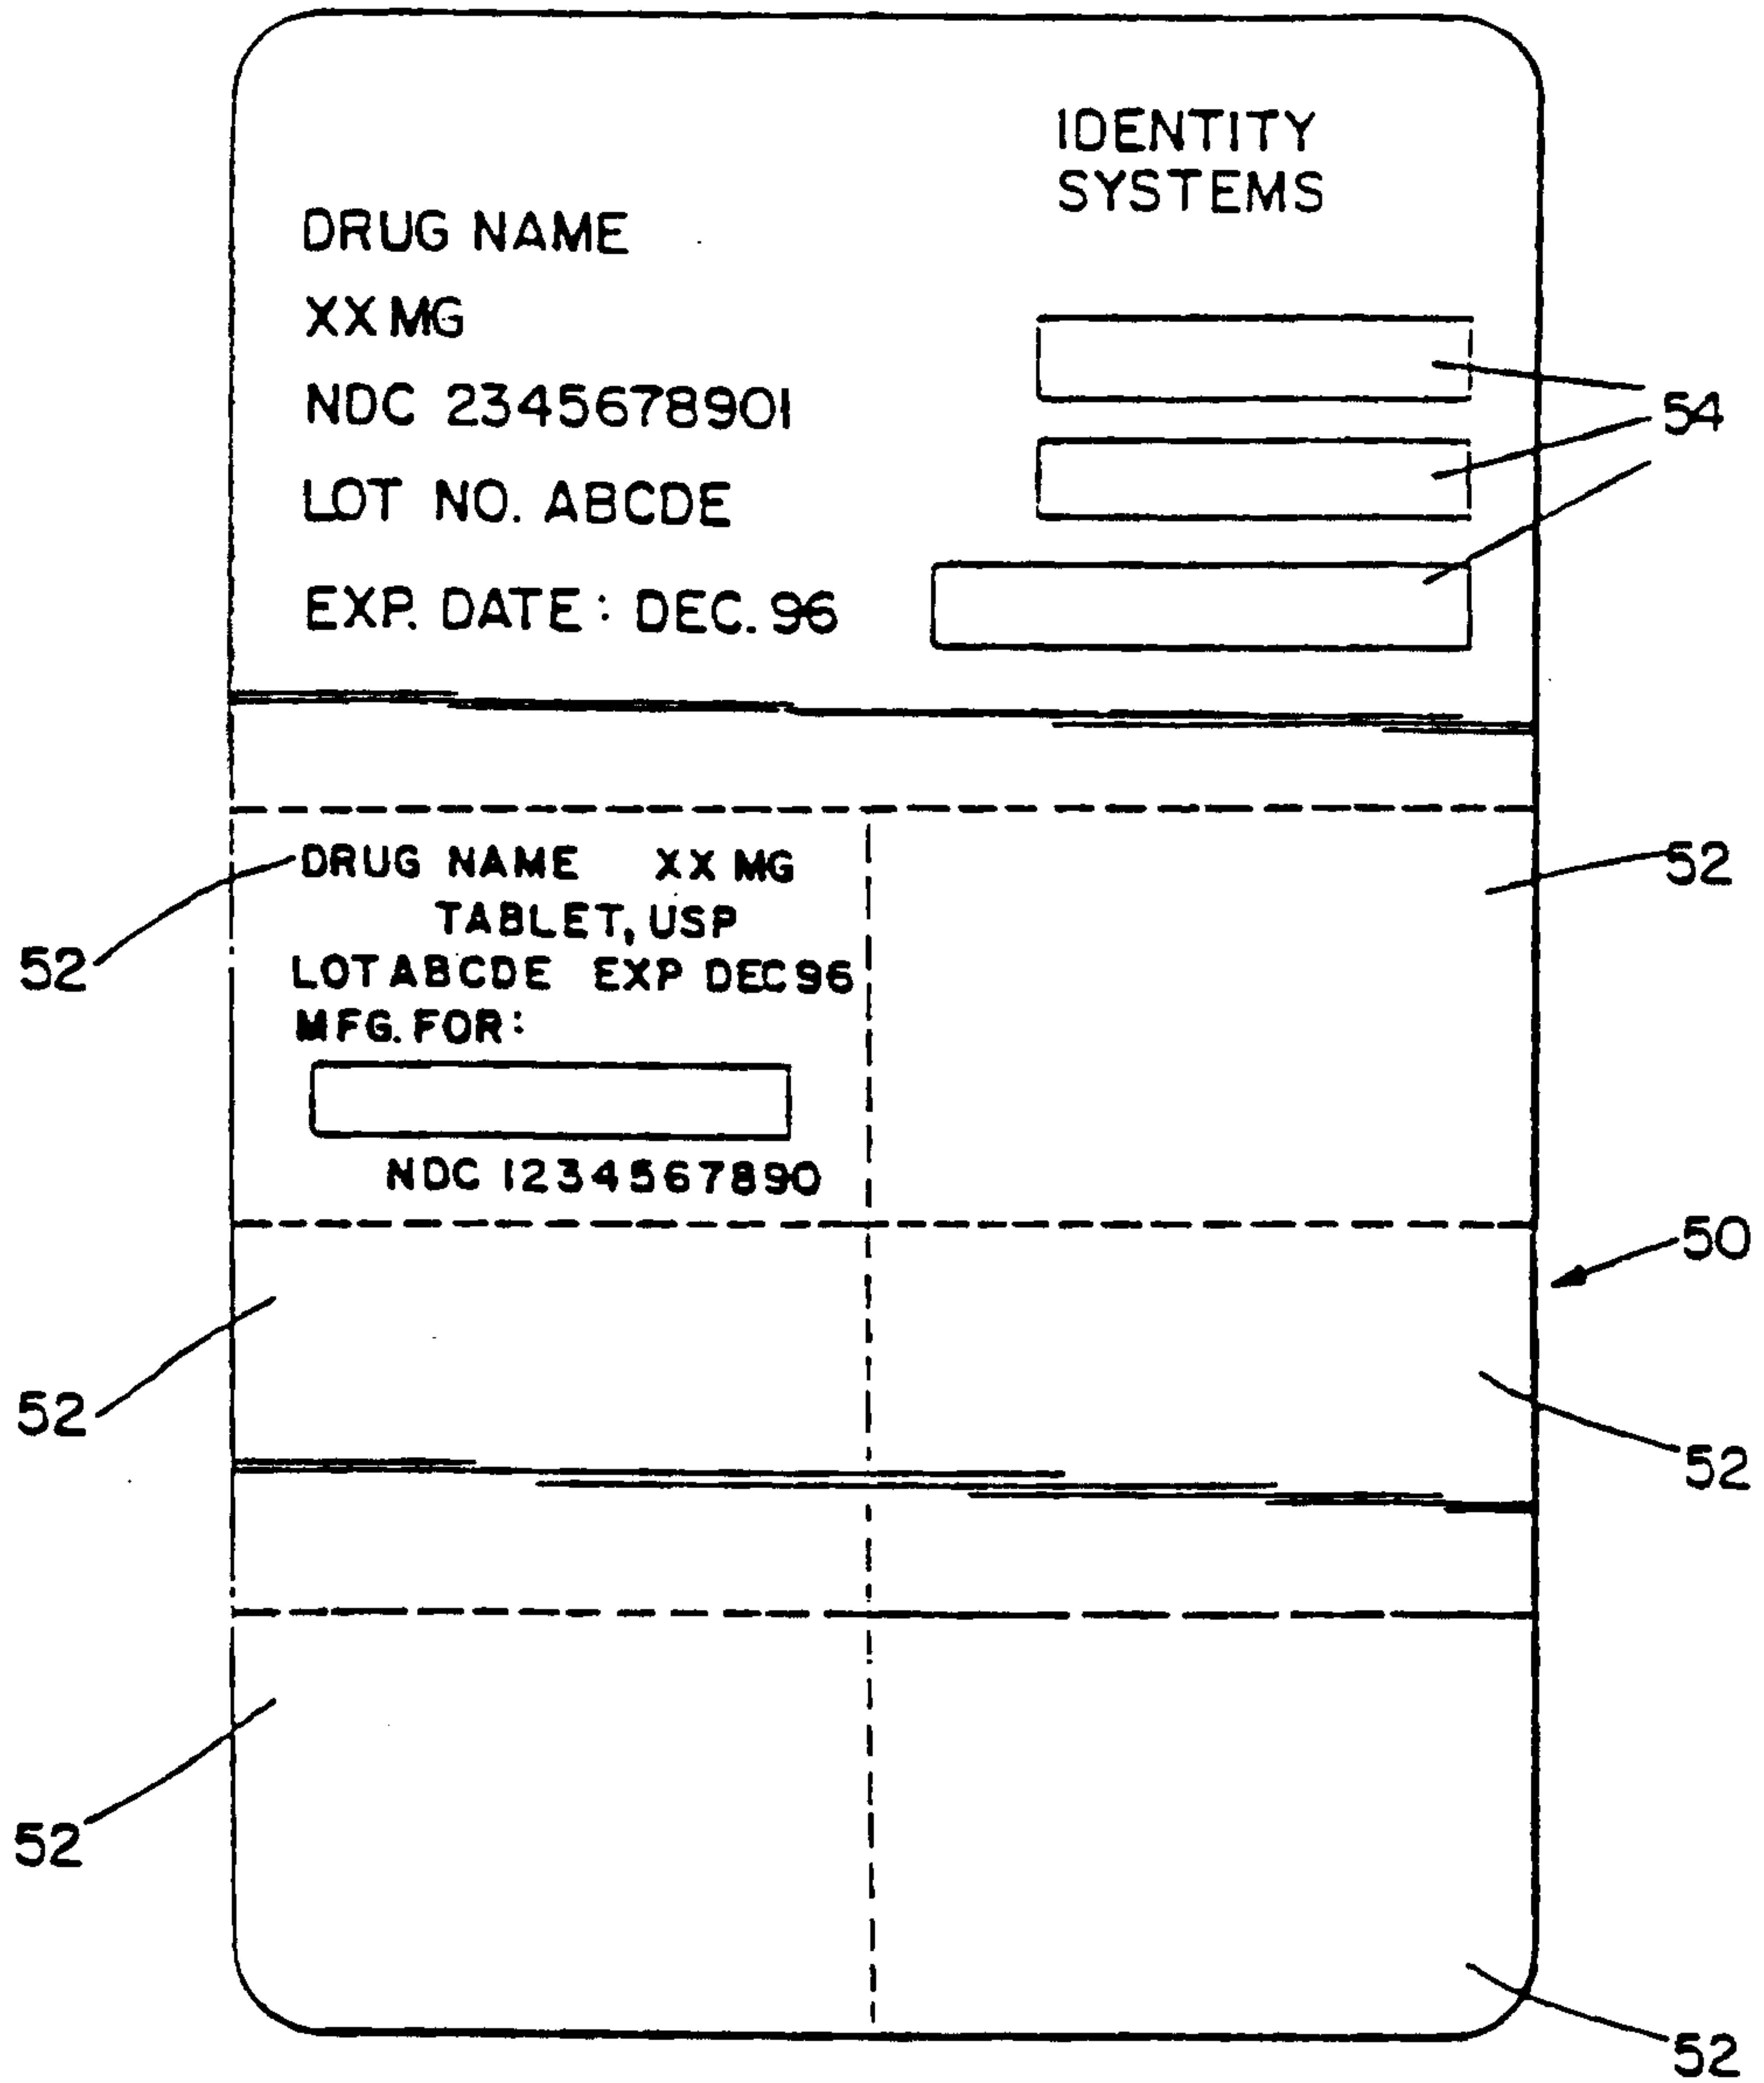 IDENTITY
SYSTEMS
DRUG NAME
XX MG
NDC 2345678901
54
LOT NO. ABCDE
EXP. DATE: DEC. 96
DRUG NAME XX MG
52
TABLET, USP
52
LOT ABCDE EXP DEC 96
MFG. FOR:
NDC 1234567890
50
52
52
52
52